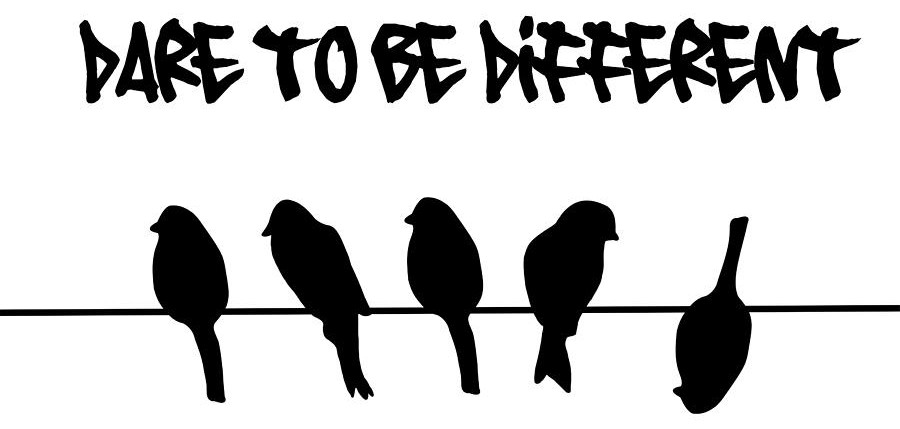 DARE TO BE DiFFERENT